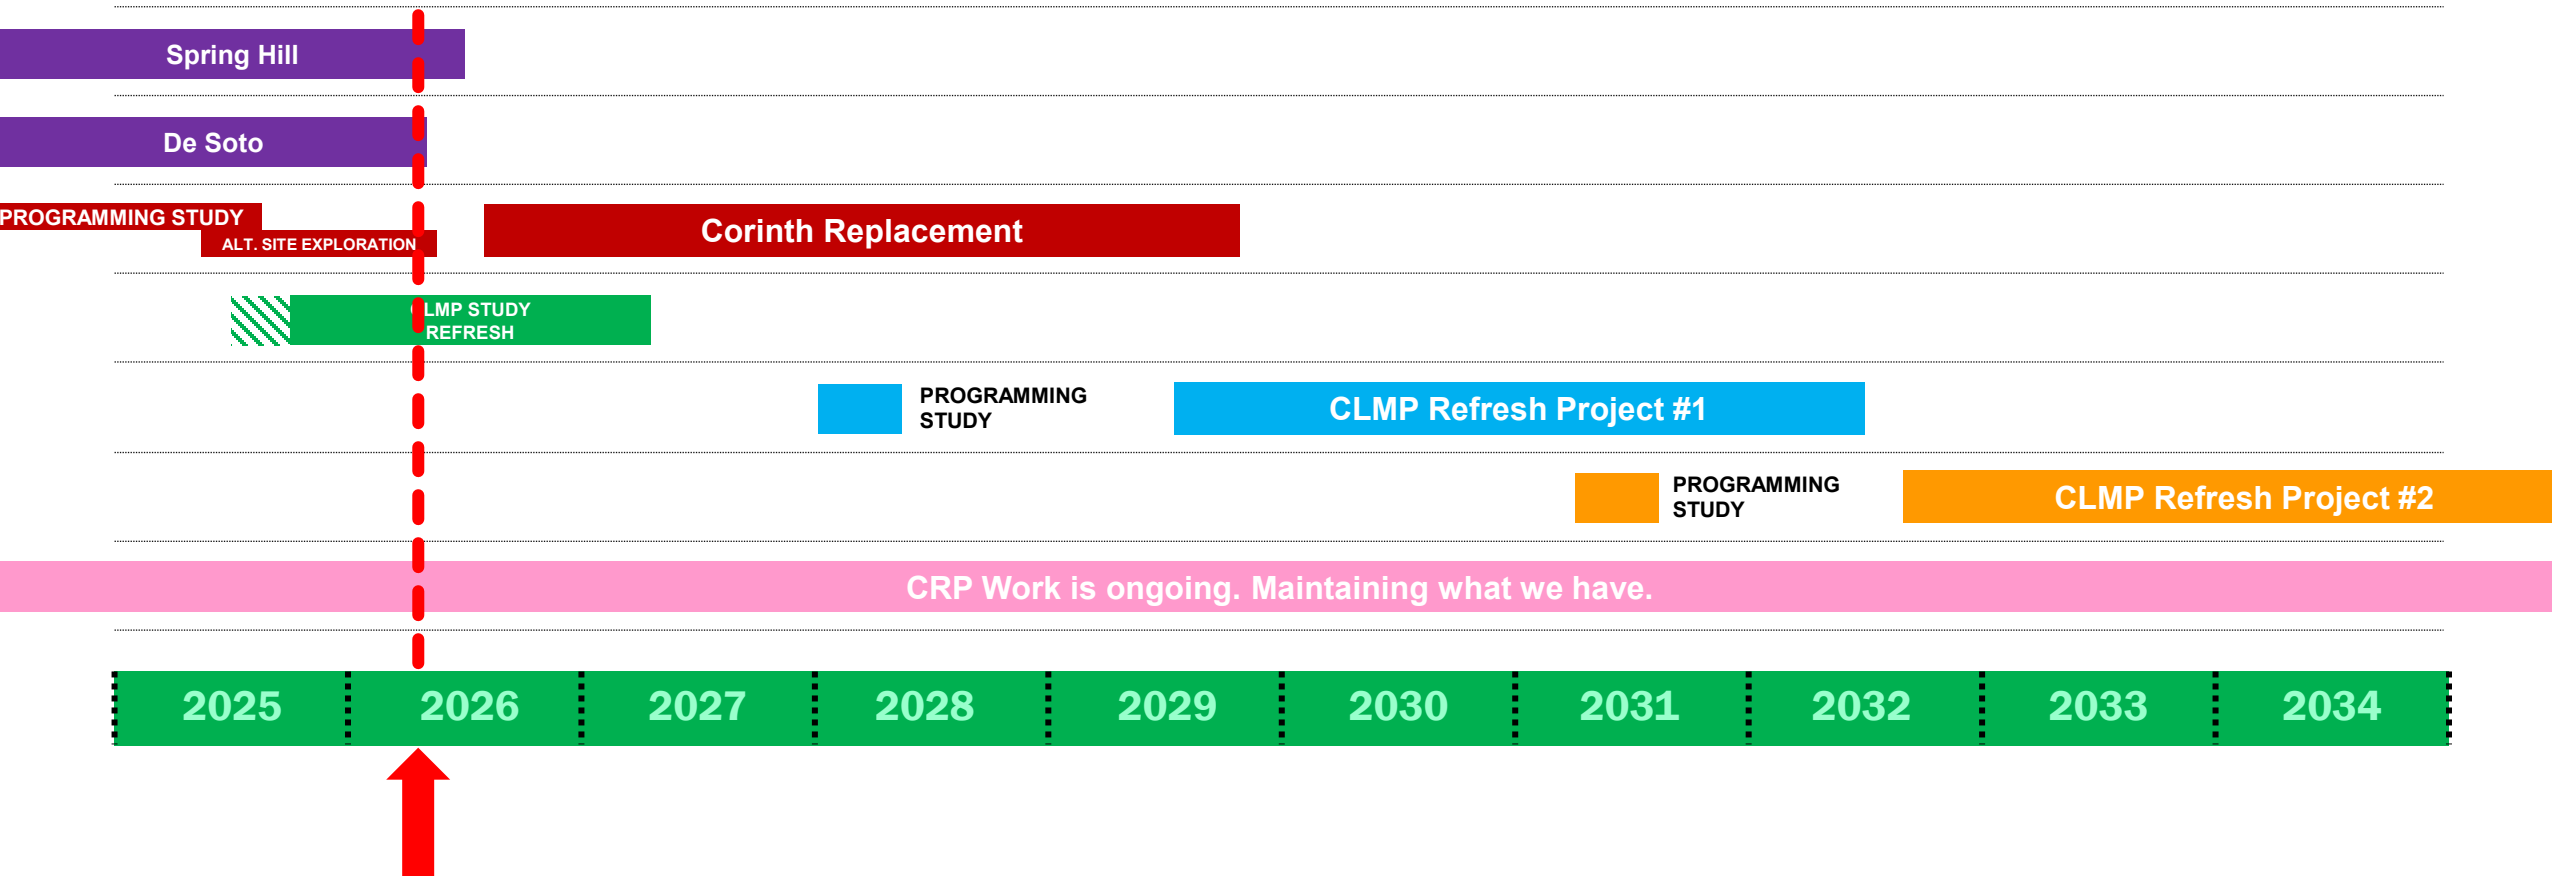 Spring Hill
De Soto
PROGRAMMING STUDY
ALT. SITE EXPLORATION
Corinth Replacement
CLMP STUDY
REFRESH
PROGRAMMING
STUDY
CLMP Refresh Project #1
PROGRAMMING
STUDY
CLMP Refresh Project #2
CRP Work is ongoing. Maintaining what we have.
2025 2026 2027 2028 2029 2030 2031 2032 2033 2034